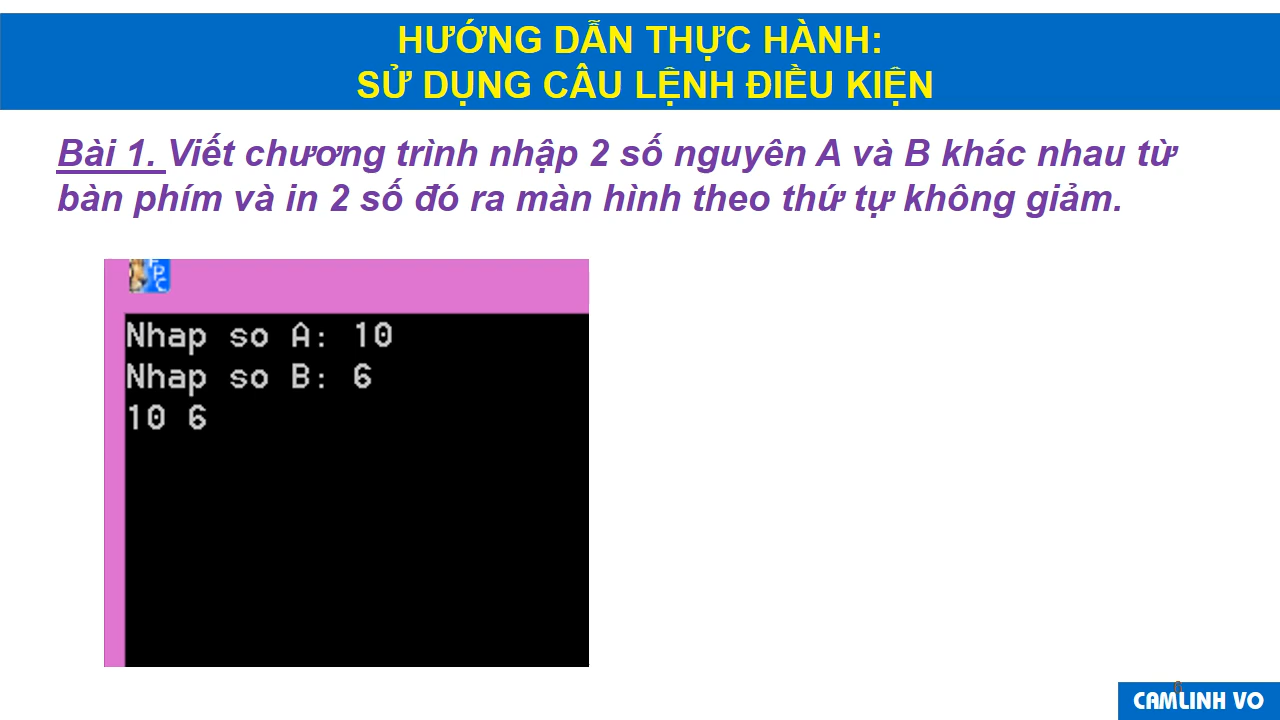 HƯỚNG DẪN THỰC HÀNH:
SỬ DỤNG CÂU LỆNH ĐIỀU KIỆN
Bài 1. Viết chương trình nhập 2 số nguyên A và B khác nhau từ
bàn phím và in 2 số đó ra màn hình theo thứ tự không giảm.
Nhap so A: 10
Nhap so B: 6
10 6
CAMLINH VO